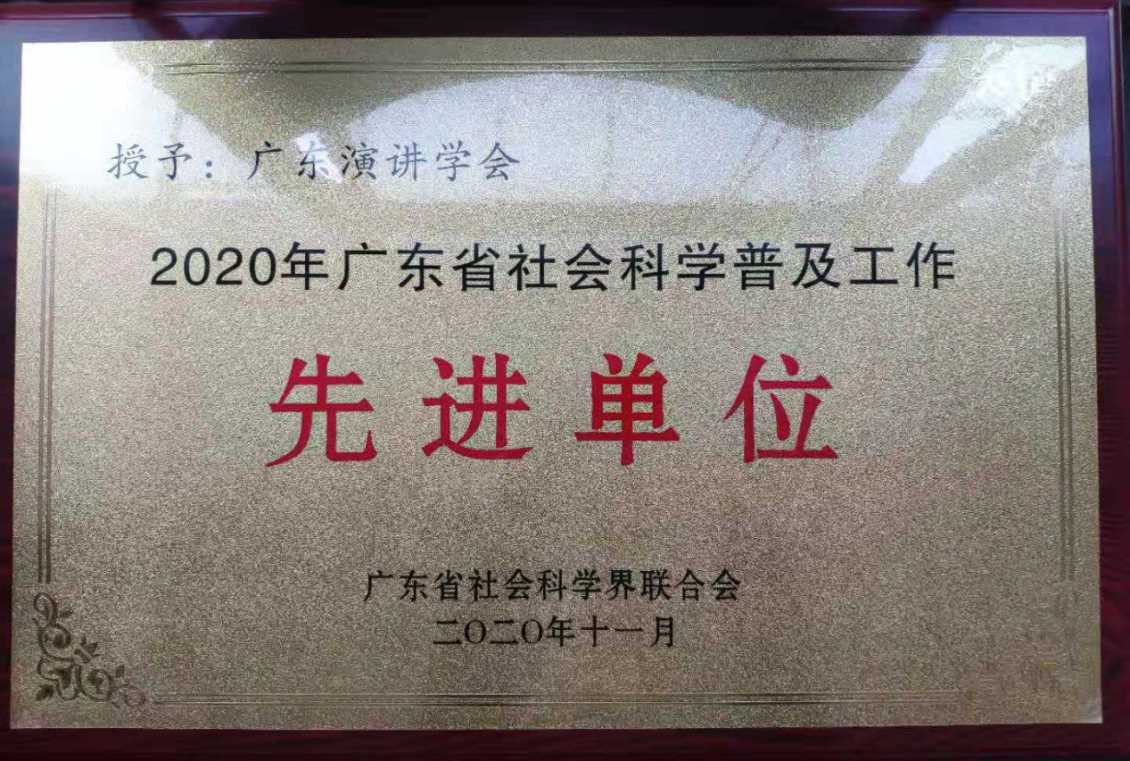 授予：广东演讲学会
2020年广东省社会科学普及工作
先进单位
广东省社会科学界联合会
二〇二〇年十一月